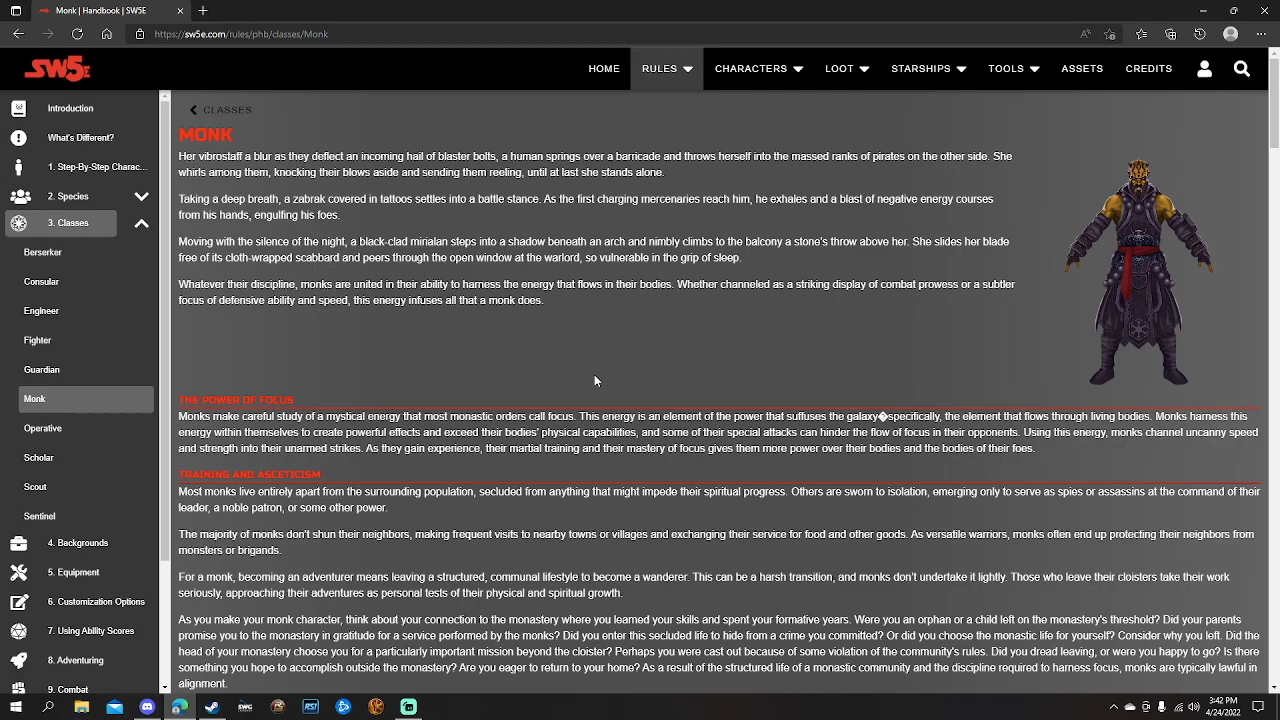 Monk | Handbook | SW5E
https://sw5e.com/rules/phb/classes/Monk
SW5E
HOME
RULES
CHARACTERS
LOOT
STARSHIPS
TOOLS
ASSETS
CREDITS
Introduction
What's Different?
1. Step-By-Step Charac...
2. Species
3. Classes
Berserker
Consular
Engineer
Fighter
Guardian
Monk
Operative
Scholar
Scout
Sentinel
4. Backgrounds
5. Equipment
6. Customization Options
7. Using Ability Scores
8. Adventuring
9. Combat
CLASSES
MONK
Her vibrostaff a blur as they deflect an incoming hail of blaster bolts, a human springs over a barricade and throws herself into the massed ranks of pirates on the other side. She
whirls among them, knocking their blows aside and sending them reeling, until at last she stands alone.
Taking a deep breath, a zabrak covered in tattoos settles into a battle stance. As the first charging mercenaries reach him, he exhales and a blast of negative energy courses
from his hands, engulfing his foes.
Moving with the silence of the night, a black-clad mirialan steps into a shadow beneath an arch and nimbly climbs to the balcony a stone's throw above her. She slides her blade
free of its cloth-wrapped scabbard and peers through the open window at the warlord, so vulnerable in the grip of sleep.
Whatever their discipline, monks are united in their ability to harness the energy that flows in their bodies. Whether channeled as a striking display of combat prowess or a subtler
focus of defensive ability and speed, this energy infuses all that a monk does.
THE POWER OF FOCUS
Monks make careful study of a mystical energy that most monastic orders call focus. This energy is an element of the power that suffuses the galaxy�specifically, the element that flows through living bodies. Monks harness this
energy within themselves to create powerful effects and exceed their bodies' physical capabilities, and some of their special attacks can hinder the flow of focus in their opponents. Using this energy, monks channel uncanny speed
and strength into their unarmed strikes. As they gain experience, their martial training and their mastery of focus gives them more power over their bodies and the bodies of their foes.
TRAINING AND ASCETICISM
Most monks live entirely apart from the surrounding population, secluded from anything that might impede their spiritual progress. Others are sworn to isolation, emerging only to serve as spies or assassins at the command of their
leader, a noble patron, or some other power.
The majority of monks don't shun their neighbors, making frequent visits to nearby towns or villages and exchanging their service for food and other goods. As versatile warriors, monks often end up protecting their neighbors from
monsters or brigands.
For a monk, becoming an adventurer means leaving a structured, communal lifestyle to become a wanderer. This can be a harsh transition, and monks don't undertake it lightly. Those who leave their cloisters take their work
seriously, approaching their adventures as personal tests of their physical and spiritual growth.
As you make your monk character, think about your connection to the monastery where you learned your skills and spent your formative years. Were you an orphan or a child left on the monastery's threshold? Did your parents
promise you to the monastery in gratitude for a service performed by the monks? Did you enter this secluded life to hide from a crime you committed? Or did you choose the monastic life for yourself? Consider why you left. Did the
head of your monastery choose you for a particularly important mission beyond the cloister? Perhaps you were cast out because of some violation of the community's rules. Did you dread leaving, or were you happy to go? Is there
something you hope to accomplish outside the monastery? Are you eager to return to your home? As a result of the structured life of a monastic community and the discipline required to harness focus, monks are typically lawful in
alignment.
SWG
RSI
3:42 PM
4/24/2022